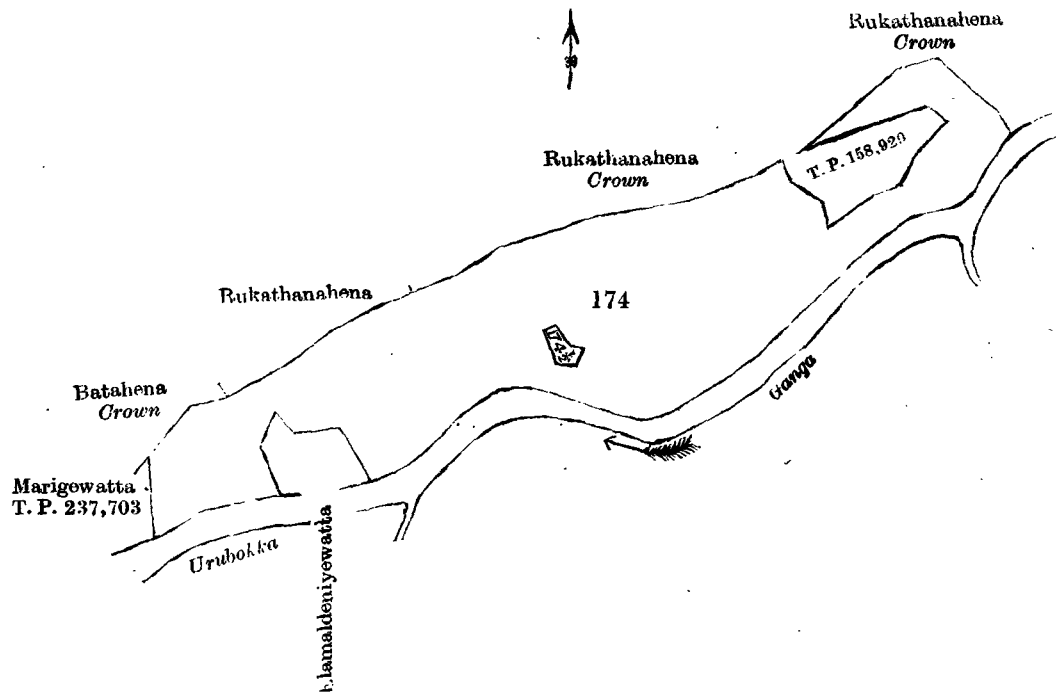 Rukathanahena
Crown
T. P. 158,920
Rukathanahena
Crown
174
Rukathanahena
Batahena
Crown
Ganga
Marigewatta
T. P. 237,703
Urubokka